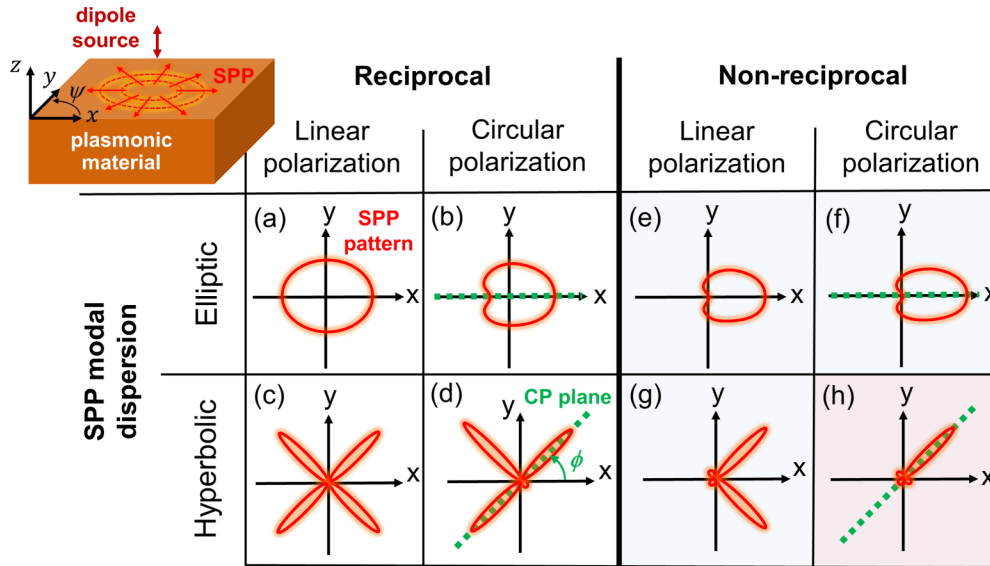 dipole
source
z
y
ψ
x
SPP
plasmonic
material
Reciprocal
Non-reciprocal
Linear
polarization
Circular
polarization
Linear
polarization
Circular
polarization
SPP modal
dispersion
Elliptic
(a)
y
SPP
pattern
x
(b)
y
x
(e)
y
x
(f)
y
x
Hyperbolic
(c)
y
x
(d)
y
CP plane
ϕ
x
(g)
y
x
(h)
y
x